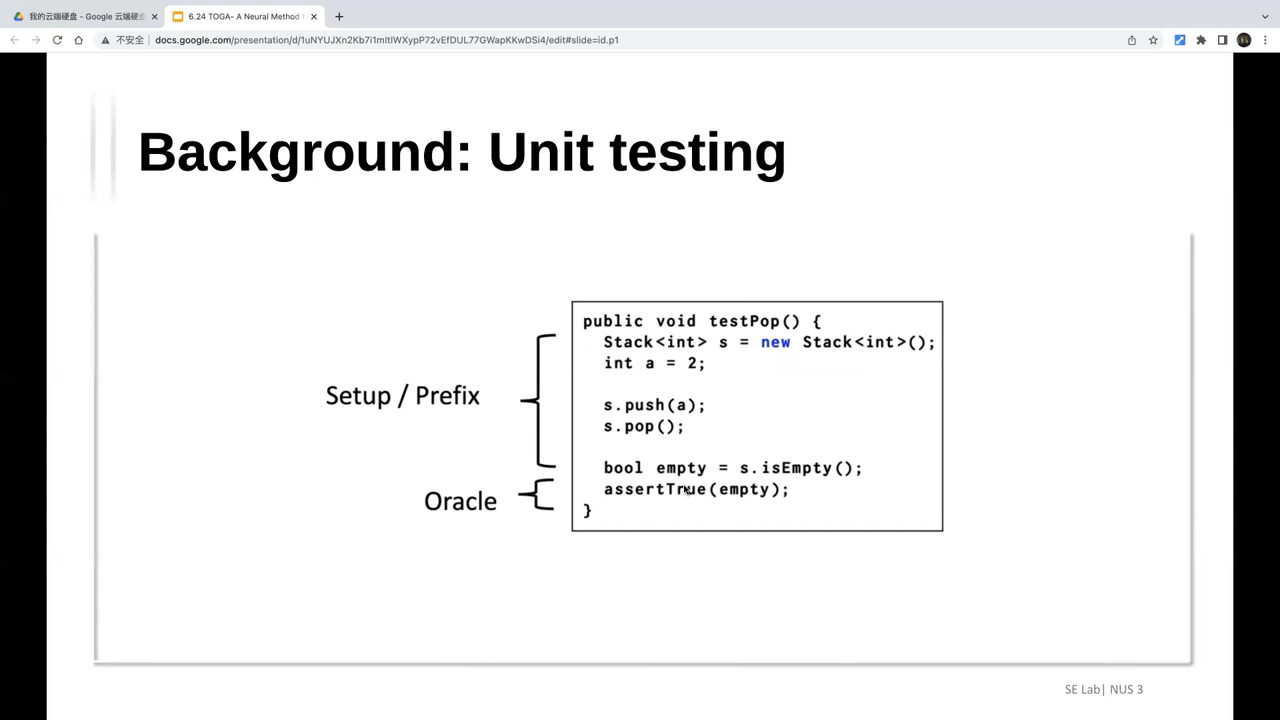 我的云端硬盘 - Google 云端硬
6.24 TOGA- A Neural Method
不安全
docs.google.com/presentation/d/1uNYUJXn2Kb7i1mItIWXypP72vEfDUL77GWapKKwDSi4/edit#slide=id.p1
Background: Unit testing
public void testPop() {
Stack<int> s = new Stack<int>();
int a = 2;
Setup / Prefix
s.push(a);
s.pop();
bool empty = s.isEmpty();
Oracle
assertTrue(empty);
}
SE Lab| NUS 3